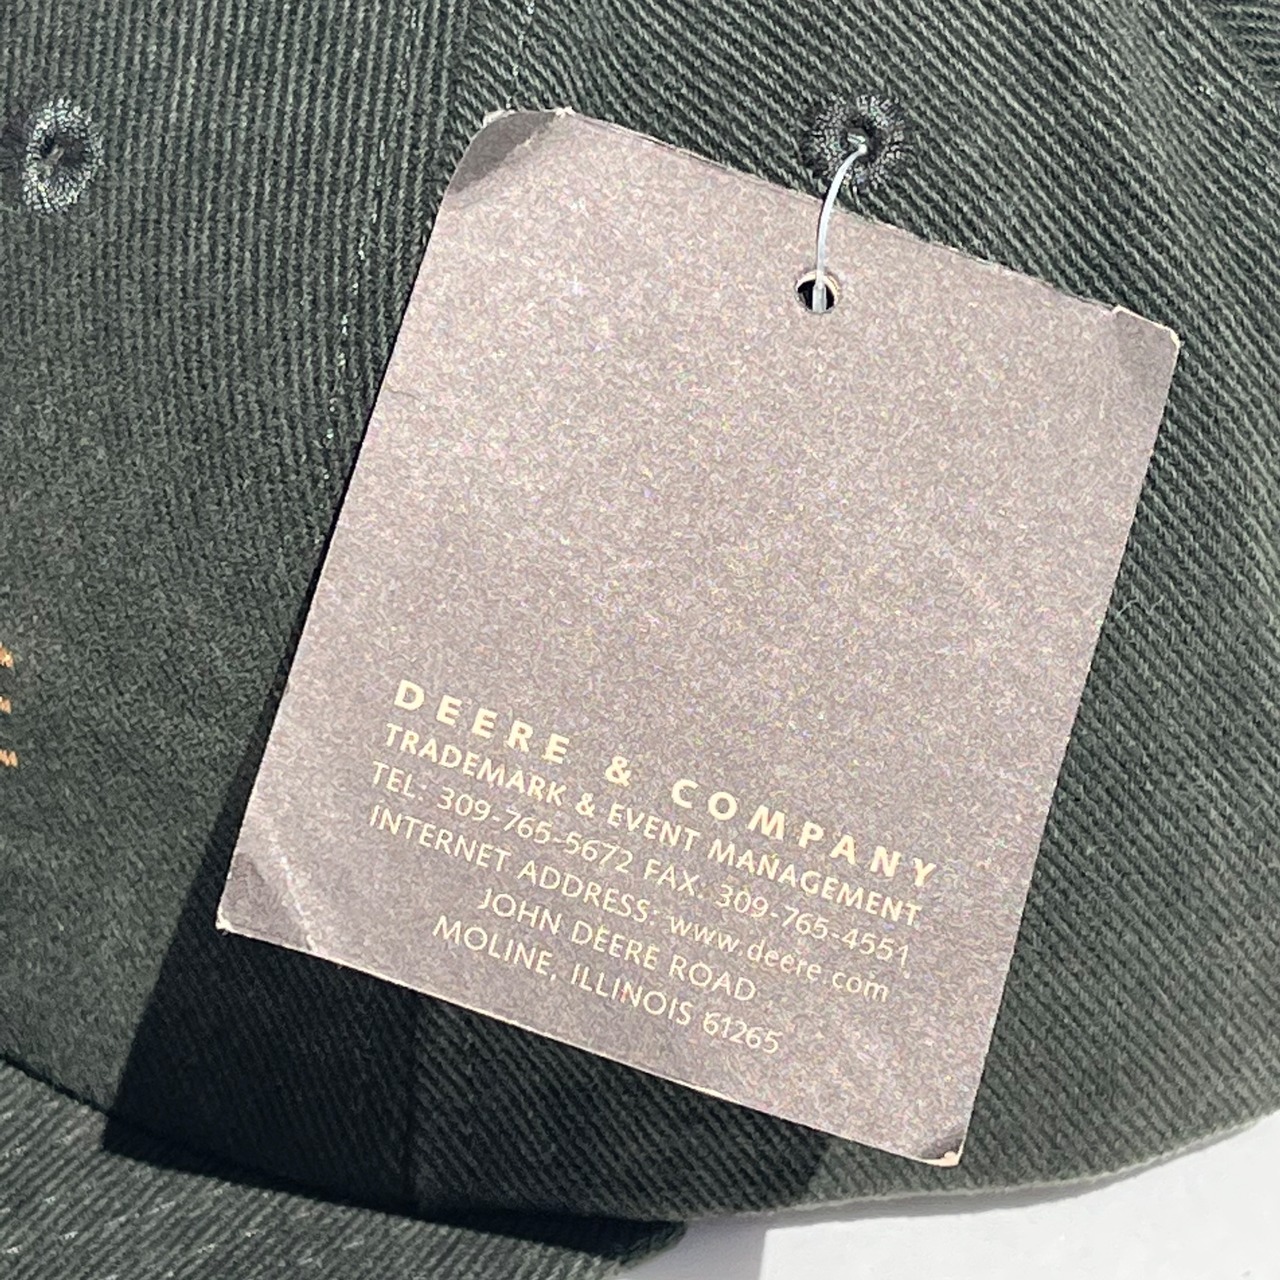 DEERE & COMPANY
TRADEMARK & EVENT MANAGEMENT
TEL: 309-765-5672 FAX: 309-765-4551
INTERNET ADDRESS: www.deere.com
JOHN DEERE ROAD
MOLINE, ILLINOIS 61265